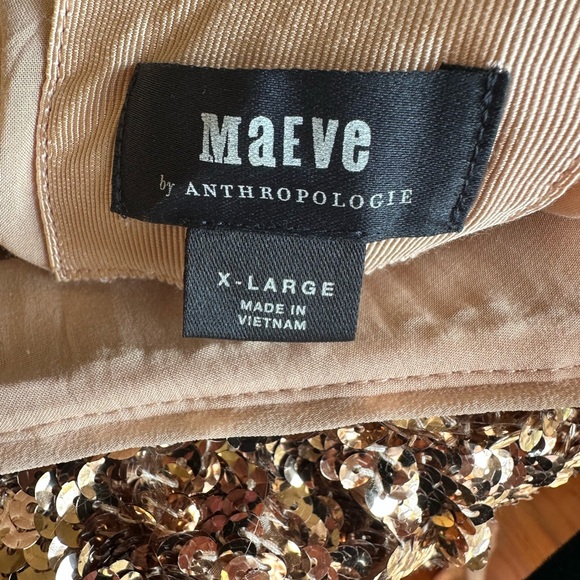 MaEve
by ANTHROPOLOGIE
X-LARGE
MADE IN
VIETNAM